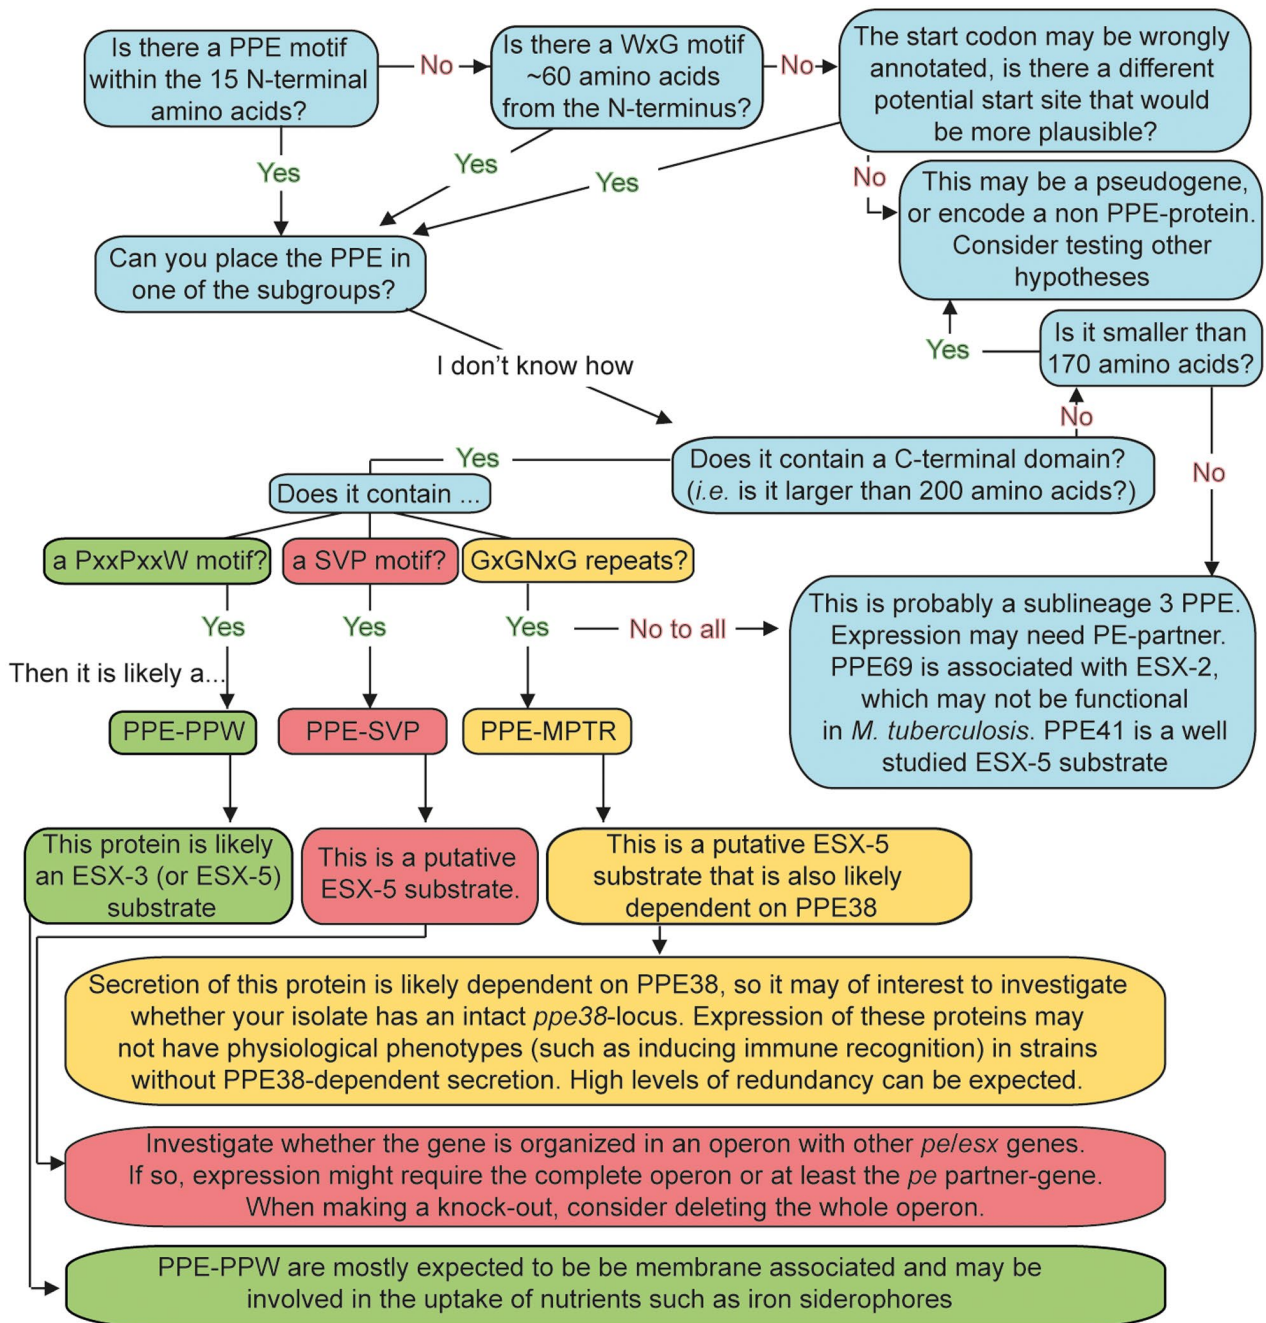 Is there a PPE motif
within the 15 N-terminal
amino acids?
No
Is there a WxG motif
~60 amino acids
from the N-terminus?
No
The start codon may be wrongly
annotated, is there a different
potential start site that would
be more plausible?
Yes
Yes
Yes
No
This may be a pseudogene,
or encode a non PPE-protein.
Consider testing other
hypotheses
Can you place the PPE in
one of the subgroups?
I don't know how
Yes
Is it smaller than
170 amino acids?
No
No
Does it contain a C-terminal domain?
(i.e. is it larger than 200 amino acids?)
Yes
Does it contain ...
a PxxPxxW motif?
a SVP motif?
GxGNxG repeats?
Yes
Yes
Yes
No to all
Then it is likely a...
This is probably a sublineage 3 PPE.
Expression may need PE-partner.
PPE69 is associated with ESX-2,
which may not be functional
in M. tuberculosis. PPE41 is a well
studied ESX-5 substrate
PPE-PPW
PPE-SVP
PPE-MPTR
This protein is likely
an ESX-3 (or ESX-5)
substrate
This is a putative
ESX-5 substrate.
This is a putative ESX-5
substrate that is also likely
dependent on PPE38
Secretion of this protein is likely dependent on PPE38, so it may of interest to investigate
whether your isolate has an intact ppe38-locus. Expression of these proteins may
not have physiological phenotypes (such as inducing immune recognition) in strains
without PPE38-dependent secretion. High levels of redundancy can be expected.
Investigate whether the gene is organized in an operon with other pe/esx genes.
If so, expression might require the complete operon or at least the pe partner-gene.
When making a knock-out, consider deleting the whole operon.
PPE-PPW are mostly expected to be be membrane associated and may be
involved in the uptake of nutrients such as iron siderophores